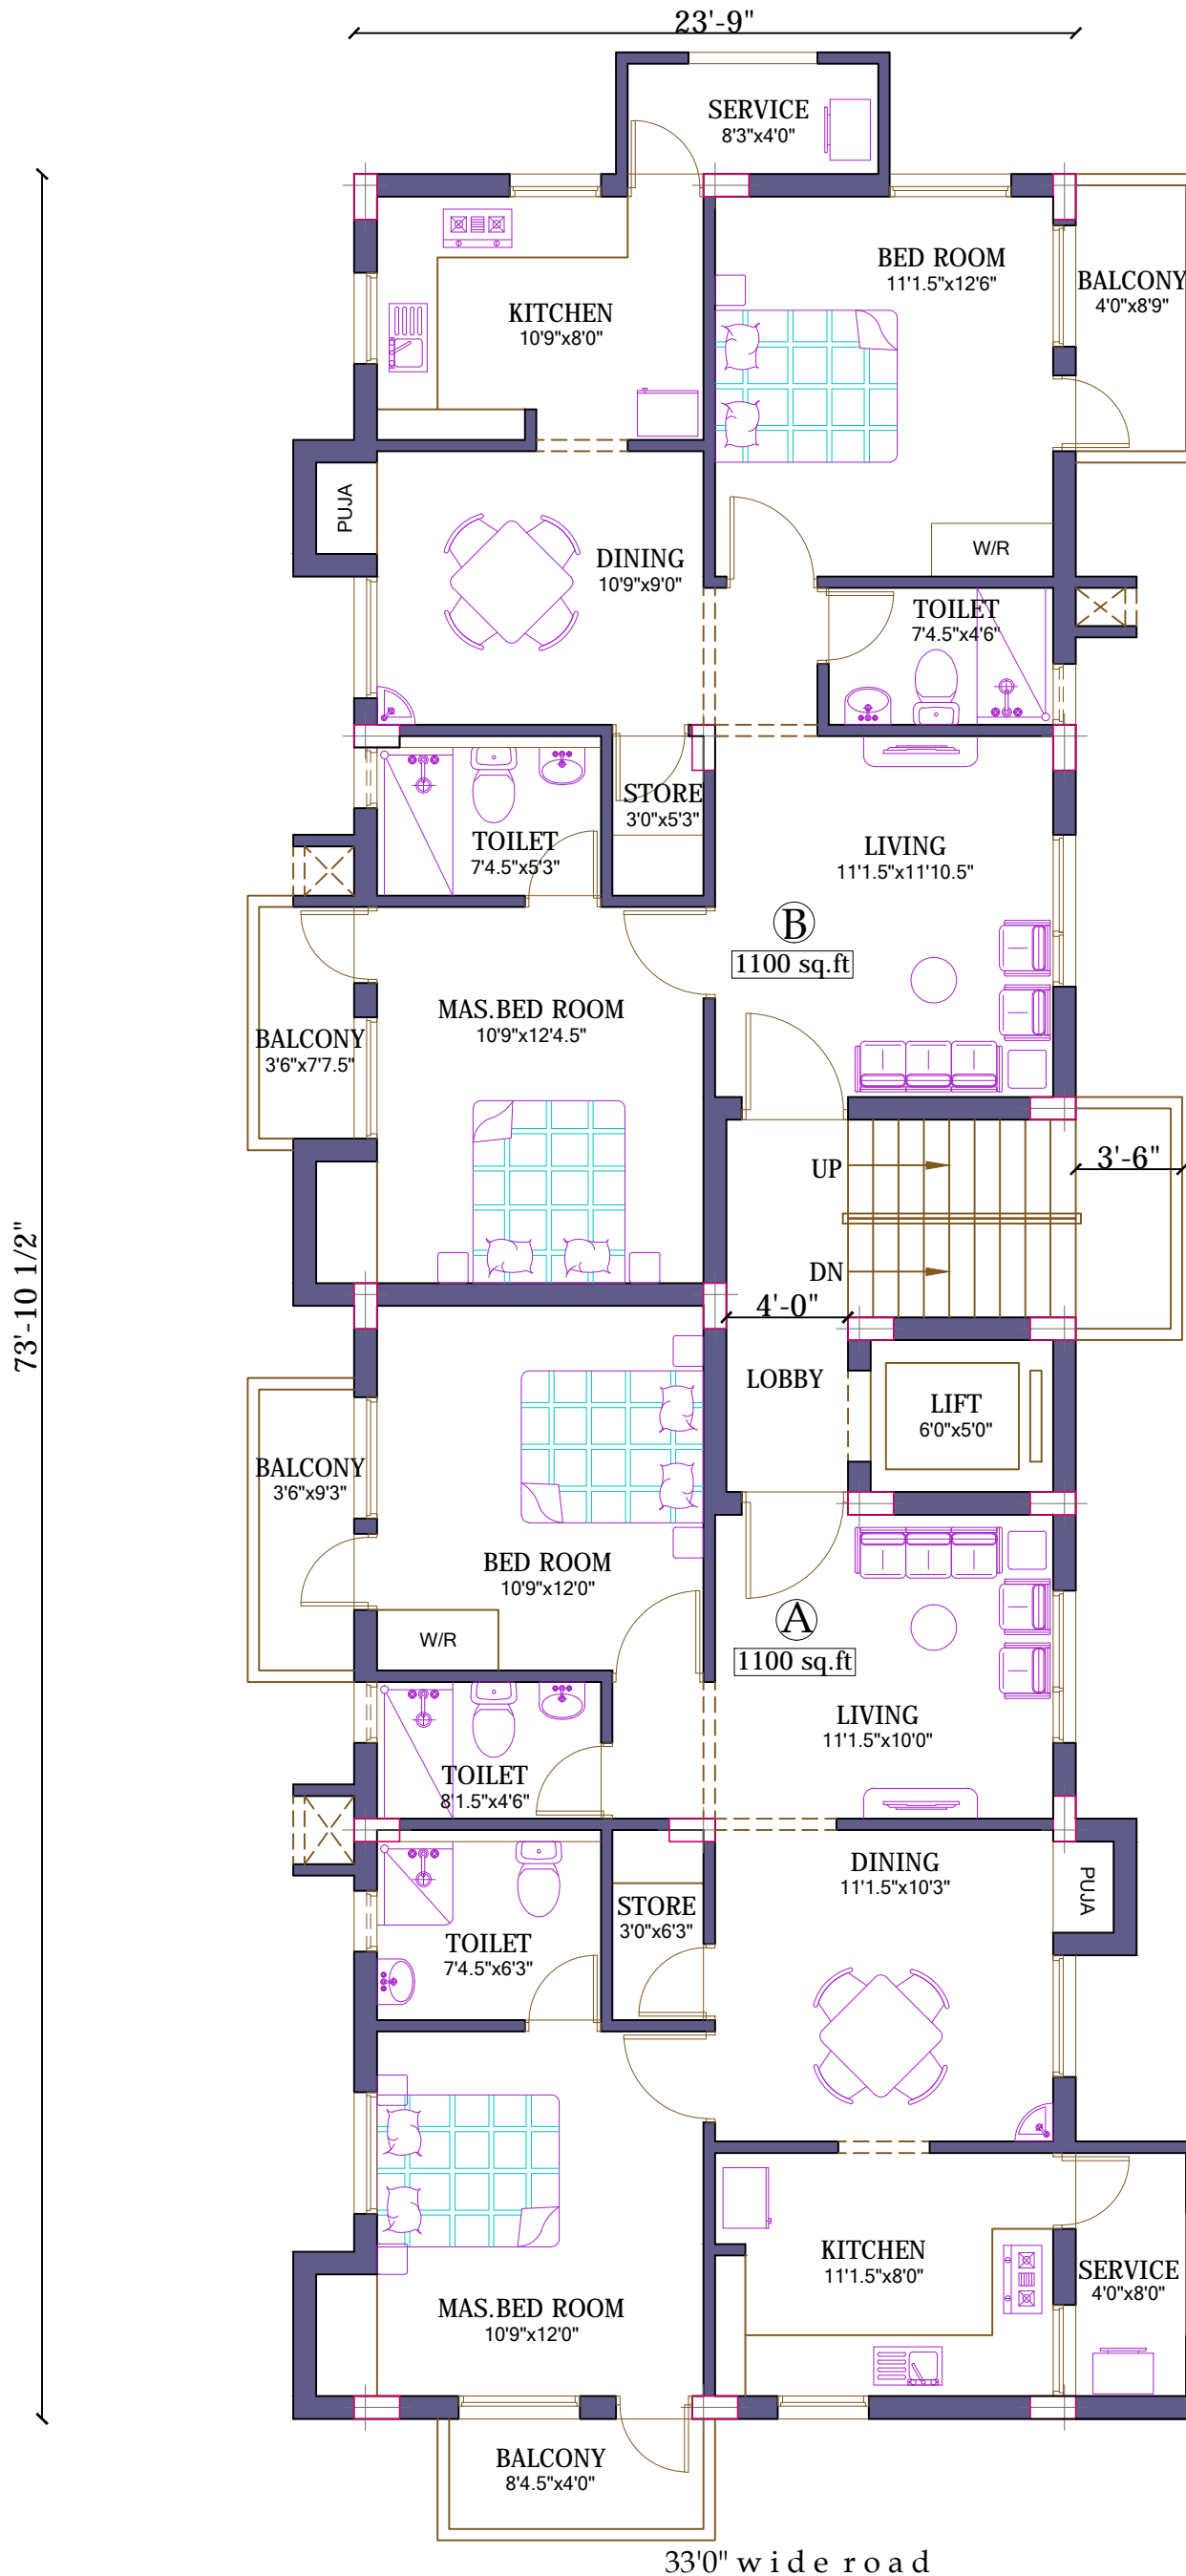 23'-9"
SERVICE
8'3"x4'0"
BED ROOM
11'1.5"x12'6"
BALCONY
4'0"x8'9"
KITCHEN
10'9"x8'0"
PUJA
DINING
10'9"x9'0"
W/R
TOILET
7'4.5"x4'6"
STORE
3'0"x5'3"
TOILET
7'4.5"x5'3"
LIVING
11'1.5"x11'10.5"
B
1100 sq.ft
MAS.BED ROOM
10'9"x12'4.5"
BALCONY
3'6"x7'7.5"
UP
3'-6"
DN
73'-10 1/2"
4'-0"
LOBBY
LIFT
6'0"x5'0"
BALCONY
3'6"x9'3"
BED ROOM
10'9"x12'0"
W/R
A
1100 sq.ft
LIVING
11'1.5"x10'0"
TOILET
8'1.5"x4'6"
DINING
11'1.5"x10'3"
PUJA
STORE
3'0"x6'3"
TOILET
7'4.5"x6'3"
KITCHEN
11'1.5"x8'0"
SERVICE
4'0"x8'0"
MAS.BED ROOM
10'9"x12'0"
BALCONY
8'4.5"x4'0"
33'0" wide road